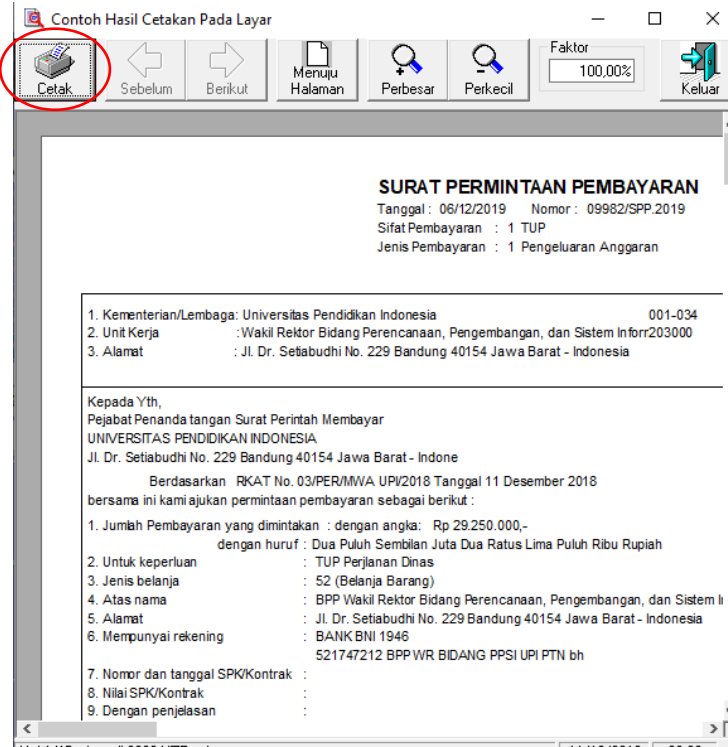 Contoh Hasil Cetakan Pada Layar
Cetak
Sebelum
Berikut
Menuju Halaman
Perbesar
Perkecil
Faktor
100,00%
Keluar
SURAT PERMINTAAN PEMBAYARAN
Tanggal : 06/12/2019 Nomor : 09982/SPP.2019
Sifat Pembayaran : 1 TUP
Jenis Pembayaran : 1 Pengeluaran Anggaran
1. Kementerian/Lembaga: Universitas Pendidikan Indonesia 001-034
2. Unit Kerja : Wakil Rektor Bidang Perencanaan, Pengembangan, dan Sistem Inforr203000
3. Alamat : Jl. Dr. Setiabudhi No. 229 Bandung 40154 Jawa Barat - Indonesia
Kepada Yth,
Pejabat Penanda tangan Surat Perintah Membayar
UNIVERSITAS PENDIDIKAN INDONESIA
Jl. Dr. Setiabudhi No. 229 Bandung 40154 Jawa Barat - Indone
Berdasarkan RKAT No. 03/PER/MWA UPI/2018 Tanggal 11 Desember 2018
bersama ini kami ajukan permintaan pembayaran sebagai berikut :
1. Jumlah Pembayaran yang dimintakan : dengan angka: Rp 29.250.000,-
dengan huruf : Dua Puluh Sembilan Juta Dua Ratus Lima Puluh Ribu Rupiah
2. Untuk keperluan : TUP Perjlanan Dinas
3. Jenis belanja : 52 (Belanja Barang)
4. Atas nama : BPP Wakil Rektor Bidang Perencanaan, Pengembangan, dan Sistem
5. Alamat : Jl. Dr. Setiabudhi No. 229 Bandung 40154 Jawa Barat - Indonesia
6. Mempunyai rekening : BANK BNI 1946
521747212 BPP WR BIDANG PPSI UPI PTN bh
7. Nomor dan tanggal SPK/Kontrak :
8. Nilai SPK/Kontrak :
9. Dengan penjelasan :